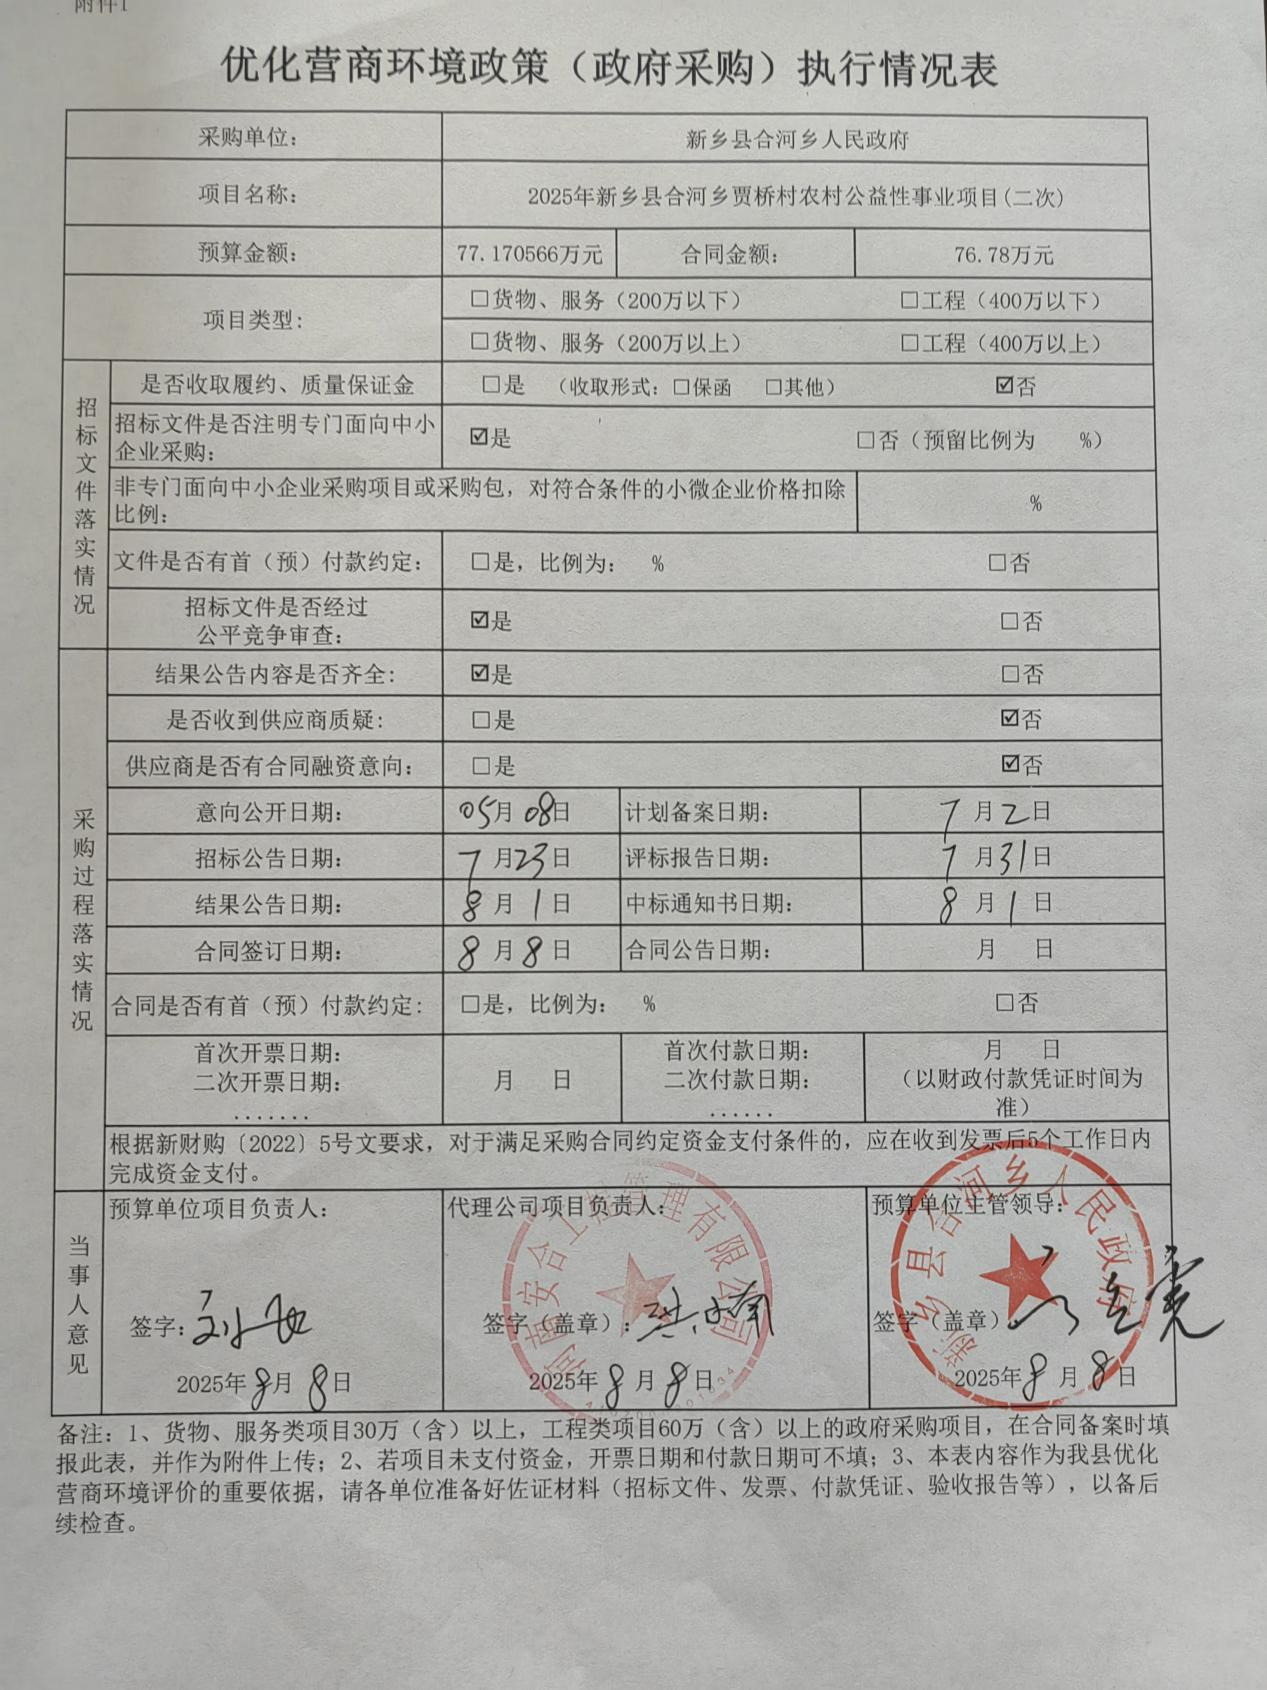 附件1
优化营商环境政策（政府采购）执行情况表
采购单位： 新乡县合河乡人民政府
项目名称： 2025年新乡县合河乡贾桥村农村公益性事业项目(二次)
预算金额： 77.170566万元 合同金额： 76.78万元
项目类型:
□货物、服务（200万以下） □工程（400万以下）
□货物、服务（200万以上） □工程（400万以上）
招标文件落实情况
是否收取履约、质量保证金 □是 （收取形式：□保函 □其他） ☑否
招标文件是否注明专门面向中小
企业采购： ☑是 □否（预留比例为 %）
非专门面向中小企业采购项目或采购包，对符合条件的小微企业价格扣除
比例： %
文件是否有首（预）付款约定： □是，比例为： % □否
招标文件是否经过
公平竞争审查： ☑是 □否
采购过程落实情况
结果公告内容是否齐全: ☑是 □否
是否收到供应商质疑: □是 ☑否
供应商是否有合同融资意向： □是 ☑否
意向公开日期： 05月08日 计划备案日期： 7月2日
招标公告日期： 7月23日 评标报告日期： 7月31日
结果公告日期： 8月1日 中标通知书日期： 8月1日
合同签订日期： 8月8日 合同公告日期： 月 日
合同是否有首（预）付款约定: □是，比例为： % □否
首次开票日期：
二次开票日期：
.......
月 日
首次付款日期：
二次付款日期：
......
月 日
（以财政付款凭证时间为
准）
根据新财购〔2022〕5号文要求，对于满足采购合同约定资金支付条件的，应在收到发票后5个工作日内
完成资金支付。
当事人意见
预算单位项目负责人：
签字：
2025年8月8日
代理公司项目负责人：
签字（盖章）：
2025年8月8日
预算单位主管领导：
签字（盖章）
2025年8月8日
新乡县合河乡人民政府
备注：1、货物、服务类项目30万（含）以上，工程类项目60万（含）以上的政府采购项目，在合同备案时填
报此表，并作为附件上传；2、若项目未支付资金，开票日期和付款日期可不填；3、本表内容作为我县优化
营商环境评价的重要依据，请各单位准备好佐证材料（招标文件、发票、付款凭证、验收报告等），以备后
续检查。